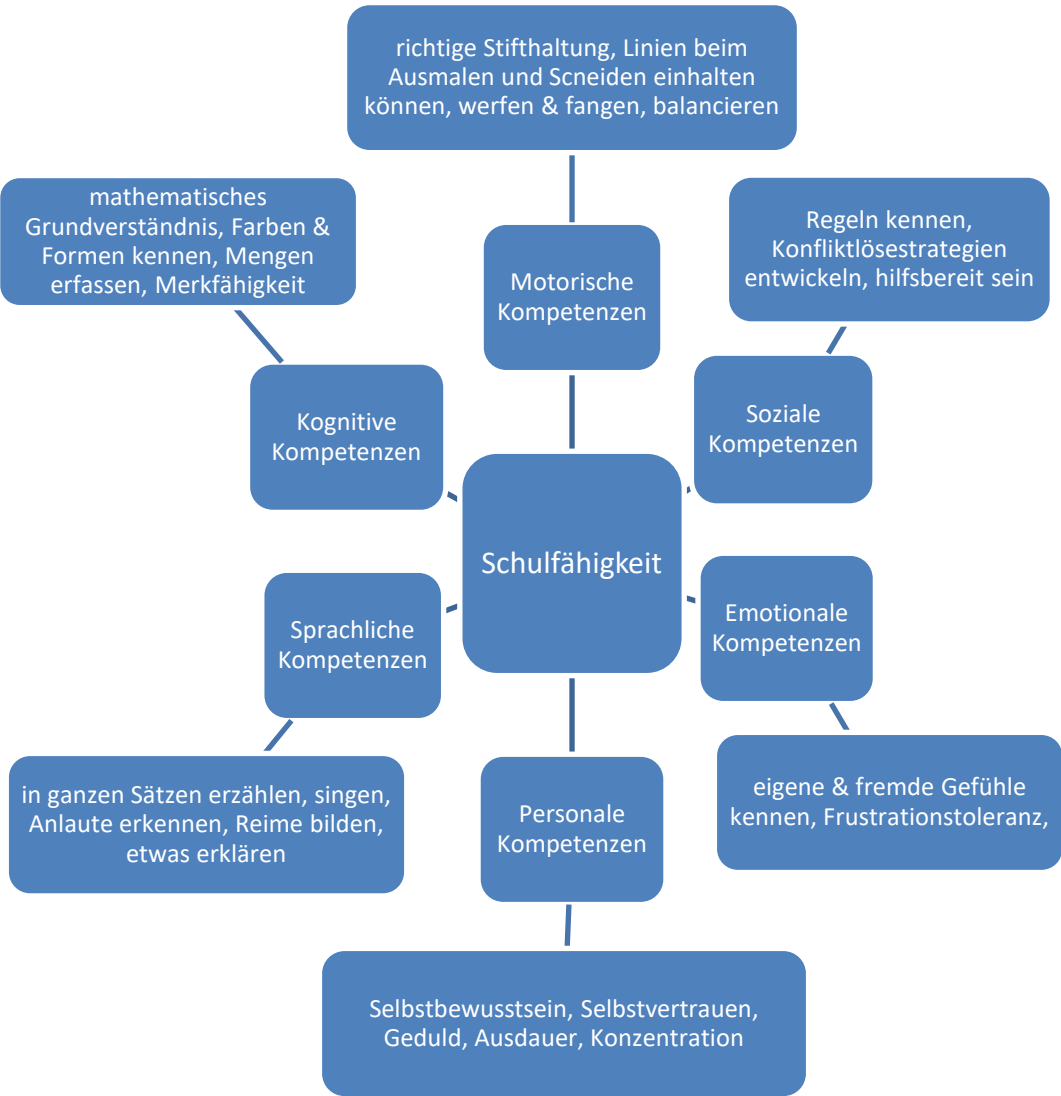 richtige Stifthaltung, Linien beim
Ausmalen und Scneiden einhalten
können, werfen & fangen, balancieren
mathematisches
Grundverständnis, Farben &
Formen kennen, Mengen
erfassen, Merkfähigkeit
Regeln kennen,
Konfliktlösestrategien
entwickeln, hilfsbereit sein
Motorische
Kompetenzen
Kognitive
Kompetenzen
Soziale
Kompetenzen
Schulfähigkeit
Sprachliche
Kompetenzen
Emotionale
Kompetenzen
in ganzen Sätzen erzählen, singen,
Anlaute erkennen, Reime bilden,
etwas erklären
Personale
Kompetenzen
eigene & fremde Gefühle
kennen, Frustrationstoleranz,
Selbstbewusstsein, Selbstvertrauen,
Geduld, Ausdauer, Konzentration